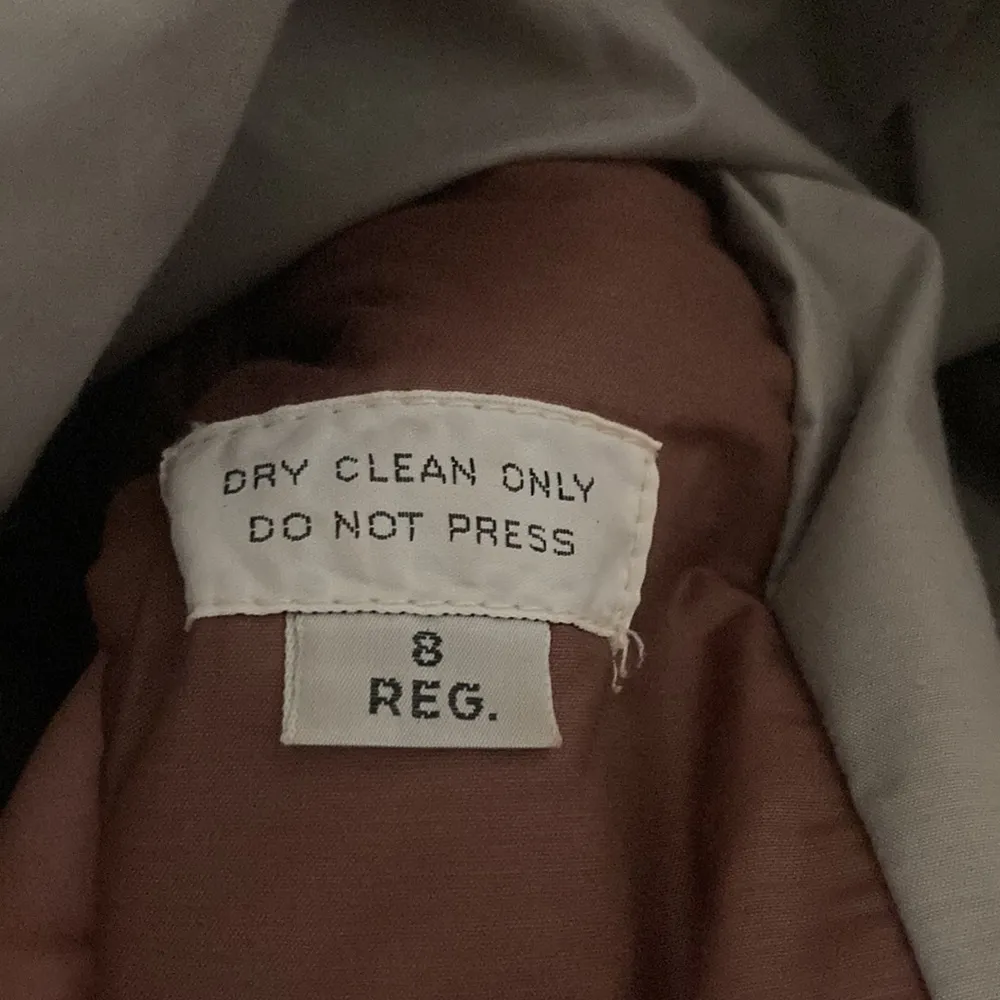 DRY CLEAN ONLY
DO NOT PRESS
8
REG.